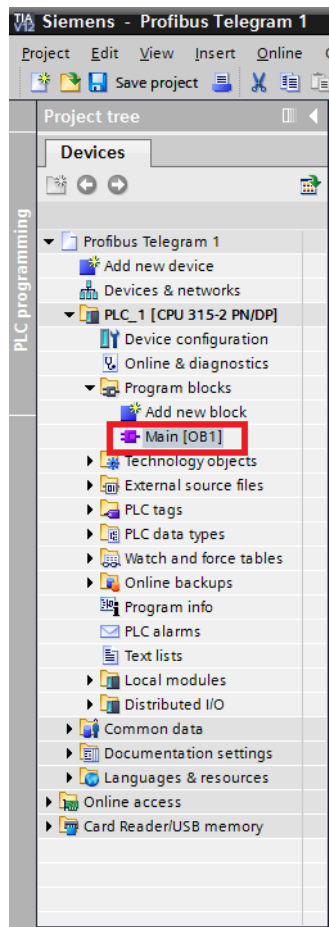 TIA V12 Siemens - Profibus Telegram 1
Project Edit View Insert Online
Save project
Project tree
Devices
PLC programming
Profibus Telegram 1
Add new device
Devices & networks
PLC_1 [CPU 315-2 PN/DP]
Device configuration
Online & diagnostics
Program blocks
Add new block
Main [OB1]
Technology objects
External source files
PLC tags
PLC data types
Watch and force tables
Online backups
Program info
PLC alarms
Text lists
Local modules
Distributed I/O
Common data
Documentation settings
Languages & resources
Online access
Card Reader/USB memory